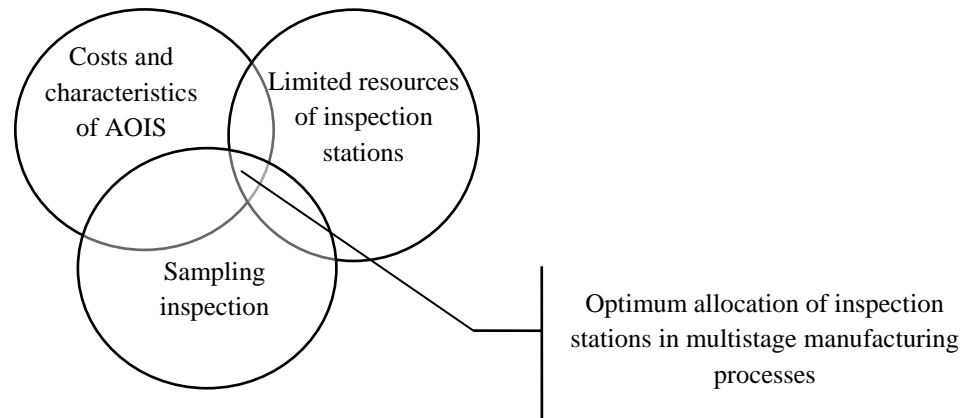 Costs and
characteristics
of AOIS
Limited resources
of inspection
stations
Sampling
inspection
Optimum allocation of inspection
stations in multistage manufacturing
processes